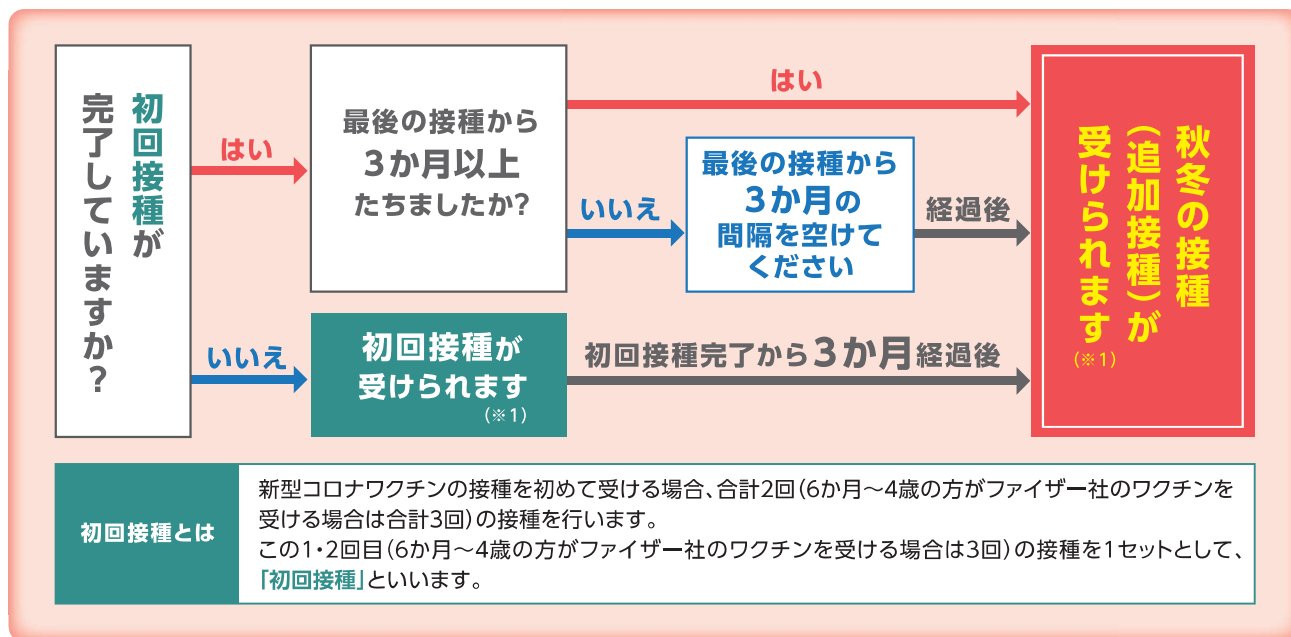 初回接種が
完了していますか？
はい
いいえ
最後の接種から
3か月以上
たちましたか？
はい
いいえ
最後の接種から
3か月の
間隔を空けて
ください
経過後
初回接種が
受けられます
(※1)
初回接種完了から3か月経過後
秋冬の接種
(追加接種)が
受けられます
(※1)
初回接種とは
新型コロナワクチンの接種を初めて受ける場合、合計2回(6か月～4歳の方がファイザー社のワクチンを
受ける場合は合計3回)の接種を行います。
この1・2回目(6か月～4歳の方がファイザー社のワクチンを受ける場合は3回)の接種を1セットとして、
「初回接種」といいます。